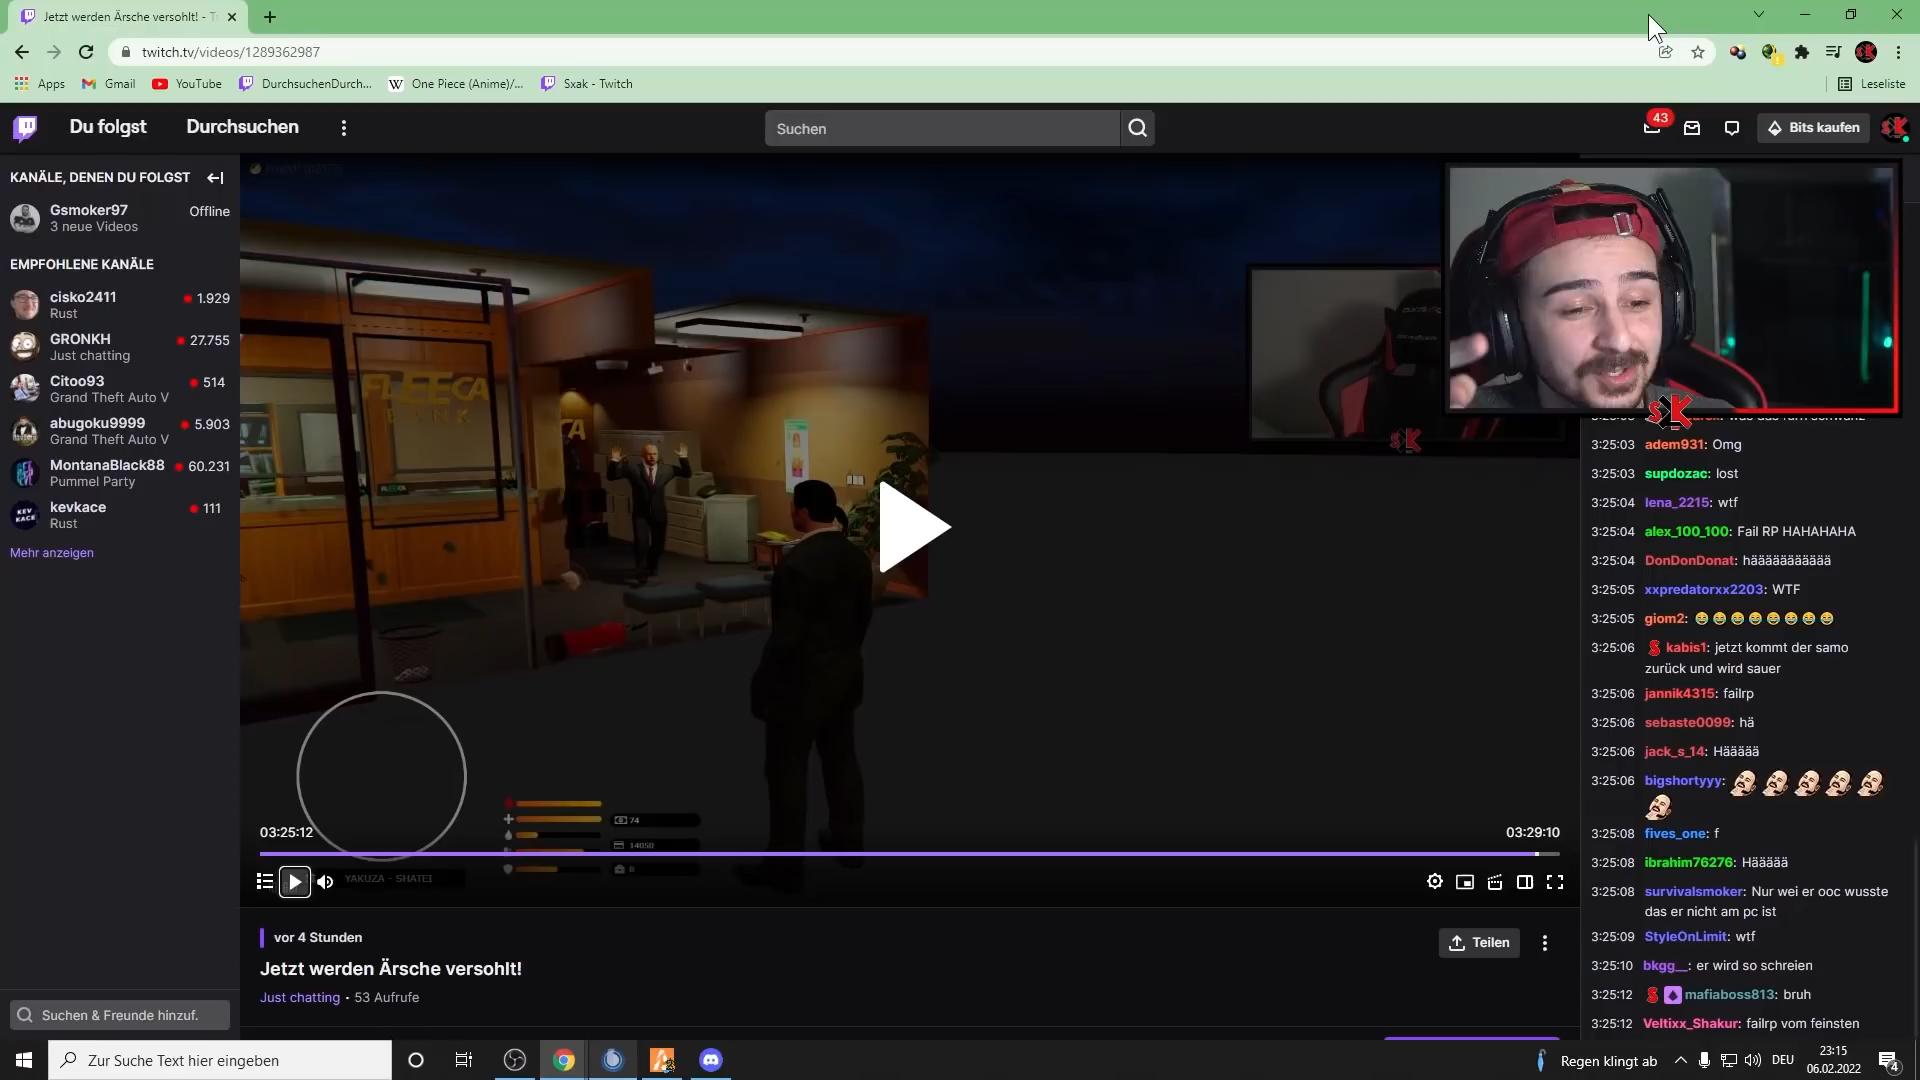 Jetzt werden Ärsche versohlt! - T
twitch.tv/videos/1289362987
Apps
Gmail
YouTube
DurchsuchenDurch...
One Piece (Anime)/...
Sxak - Twitch
Leseliste
Du folgst
Durchsuchen
Suchen
43
Bits kaufen
KANÄLE, DENEN DU FOLGST
Gsmoker97
Offline
3 neue Videos
EMPFOHLENE KANÄLE
cisko2411
1.929
Rust
GRONKH
27.755
Just chatting
Citoo93
514
Grand Theft Auto V
abugoku9999
5.903
Grand Theft Auto V
MontanaBlack88
60.231
Pummel Party
kevkace
111
Rust
Mehr anzeigen
Suchen & Freunde hinzuf.
FLEECA
BANK
74
14050
0
YAKUZA - SHATEI
03:25:12
03:29:10
vor 4 Stunden
Jetzt werden Ärsche versohlt!
Just chatting • 53 Aufrufe
Teilen
3:25:03 adem931: Omg
3:25:03 supdozac: lost
3:25:04 lena_2215: wtf
3:25:04 alex_100_100: Fail RP HAHAHAHA
3:25:04 DonDonDonat: hääääääääääää
3:25:05 xxpredatorxx2203: WTF
3:25:05 giom2: 😂😂😂😂😂😂😂😂
3:25:06 kabis1: jetzt kommt der samo
zurück und wird sauer
3:25:06 jannik4315: failrp
3:25:06 sebaste0099: hä
3:25:06 jack_s_14: Häääää
3:25:06 bigshortyyy:
3:25:08 fives_one: f
3:25:08 ibrahim76276: Häääää
3:25:08 survivalsmoker: Nur wei er ooc wusste
das er nicht am pc ist
3:25:09 StyleOnLimit: wtf
3:25:10 bkgg__: er wird so schreien
3:25:12 mafiaboss813: bruh
3:25:12 Veltixx_Shakur: failrp vom feinsten
Zur Suche Text hier eingeben
Regen klingt ab
DEU
23:15
06.02.2022
4